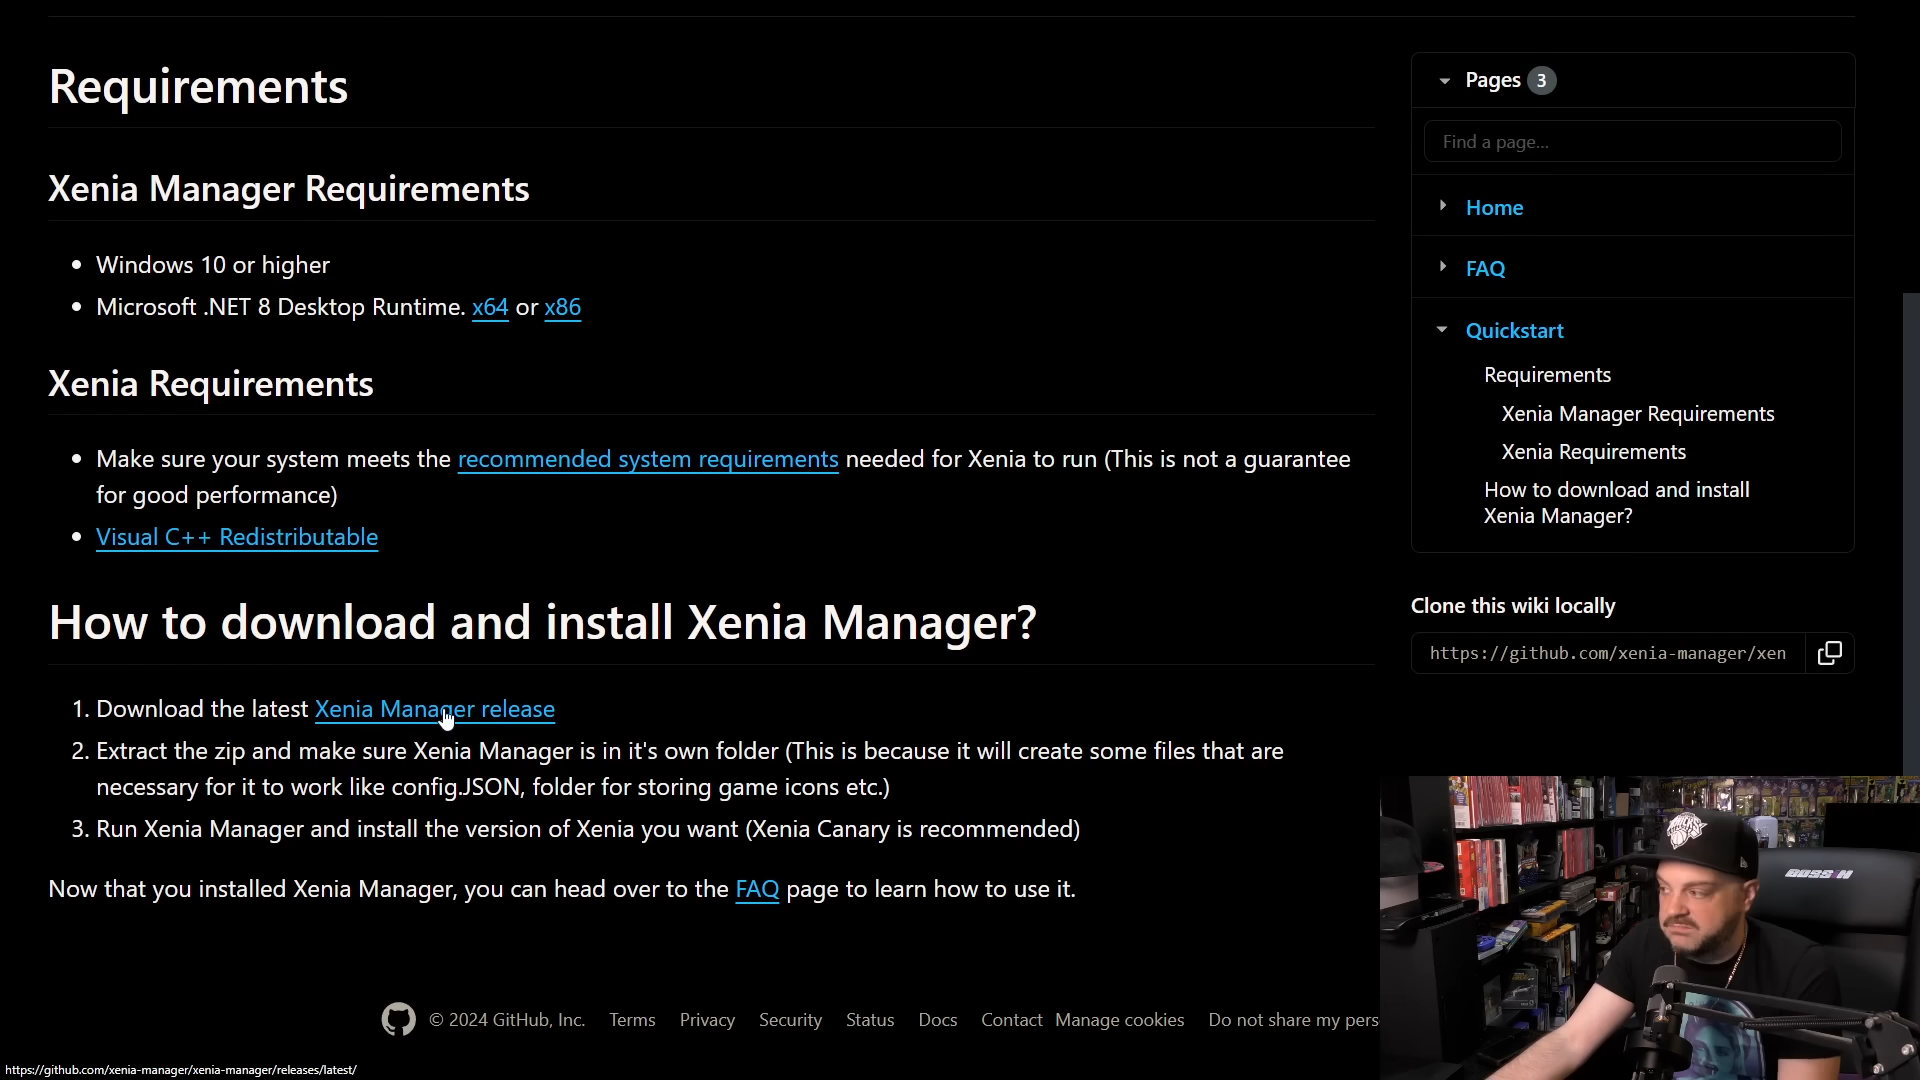 Requirements
Xenia Manager Requirements
Windows 10 or higher
Microsoft .NET 8 Desktop Runtime. x64 or x86
Xenia Requirements
Make sure your system meets the recommended system requirements needed for Xenia to run (This is not a guarantee
for good performance)
Visual C++ Redistributable
How to download and install Xenia Manager?
1. Download the latest Xenia Manager release
2. Extract the zip and make sure Xenia Manager is in it's own folder (This is because it will create some files that are
necessary for it to work like config.JSON, folder for storing game icons etc.)
3. Run Xenia Manager and install the version of Xenia you want (Xenia Canary is recommended)
Now that you installed Xenia Manager, you can head over to the FAQ page to learn how to use it.
Pages 3
Find a page...
Home
FAQ
Quickstart
Requirements
Xenia Manager Requirements
Xenia Requirements
How to download and install
Xenia Manager?
Clone this wiki locally
https://github.com/xenia-manager/xen
BOSSIN
© 2024 GitHub, Inc. Terms Privacy Security Status Docs Contact Manage cookies Do not share my pers
https://github.com/xenia-manager/xenia-manager/releases/latest/